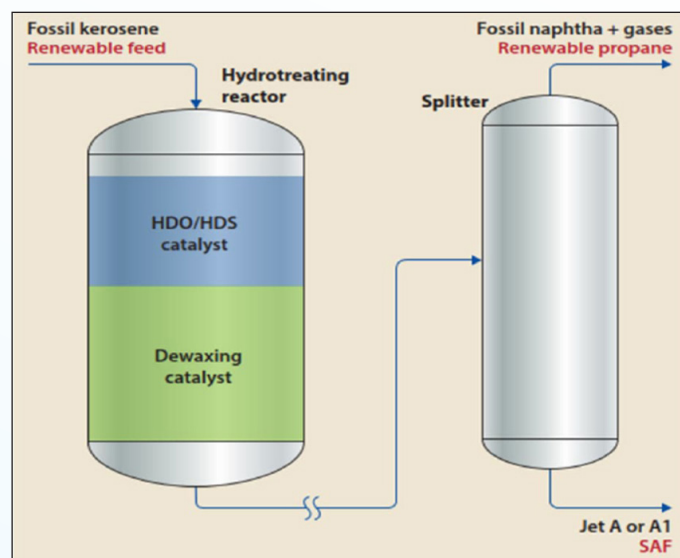 Fossil kerosene
Renewable feed
Hydrotreating
reactor
Fossil naphtha + gases
Renewable propane
Splitter
HDO/HDS
catalyst
Dewaxing
catalyst
Jet A or A1
SAF